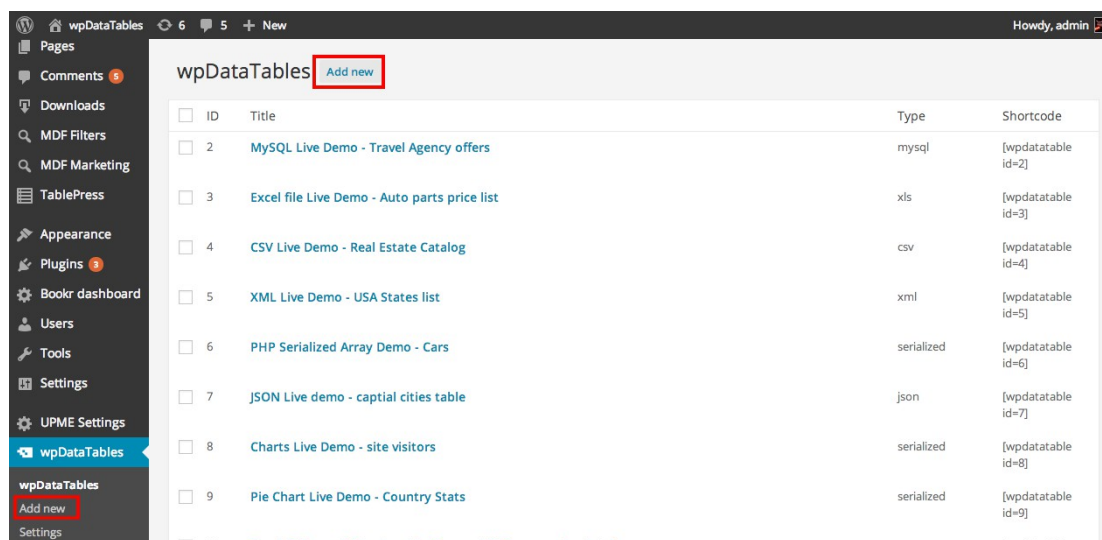 wpDataTables 6 5 + New Howdy, admin
Pages
Comments 5
Downloads
MDF Filters
MDF Marketing
TablePress
Appearance
Plugins 3
Bookr dashboard
Users
Tools
Settings
UPME Settings
wpDataTables
wpDataTables
Add new
Settings
wpDataTables Add new
ID Title Type Shortcode
2 MySQL Live Demo - Travel Agency offers mysql [wpdatatable
id=2]
3 Excel file Live Demo - Auto parts price list xls [wpdatatable
id=3]
4 CSV Live Demo - Real Estate Catalog csv [wpdatatable
id=4]
5 XML Live Demo - USA States list xml [wpdatatable
id=5]
6 PHP Serialized Array Demo - Cars serialized [wpdatatable
id=6]
7 JSON Live demo - captial cities table json [wpdatatable
id=7]
8 Charts Live Demo - site visitors serialized [wpdatatable
id=8]
9 Pie Chart Live Demo - Country Stats serialized [wpdatatable
id=9]